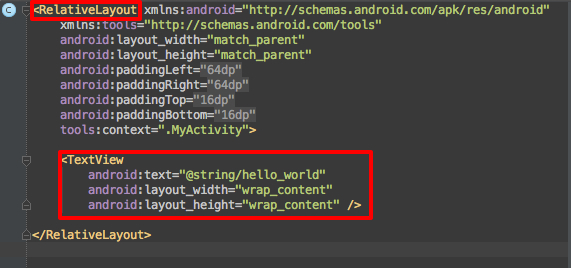 C <RelativeLayout xmlns:android="http://schemas.android.com/apk/res/android"
xmlns:tools="http://schemas.android.com/tools"
android:layout_width="match_parent"
android:layout_height="match_parent"
android:paddingLeft="64dp"
android:paddingRight="64dp"
android:paddingTop="16dp"
android:paddingBottom="16dp"
tools:context=".MyActivity">
<TextView
android:text="@string/hello_world"
android:layout_width="wrap_content"
android:layout_height="wrap_content" />
</RelativeLayout>